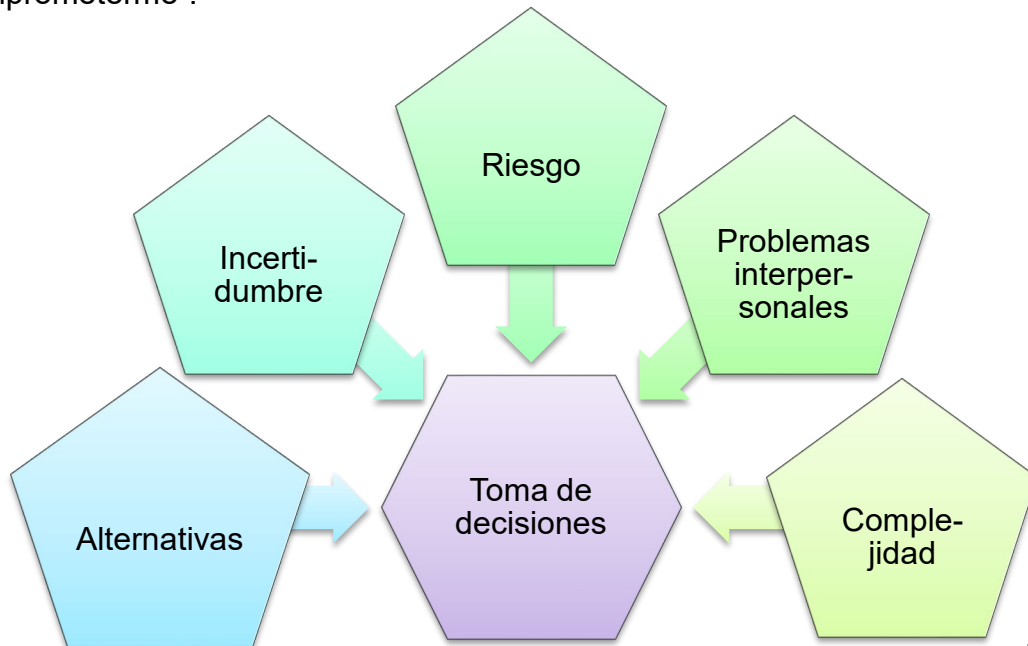 Riesgo
Incerti-
dumbre
Problemas
interper-
sonales
Alternativas
Toma de
decisiones
Comple-
jidad